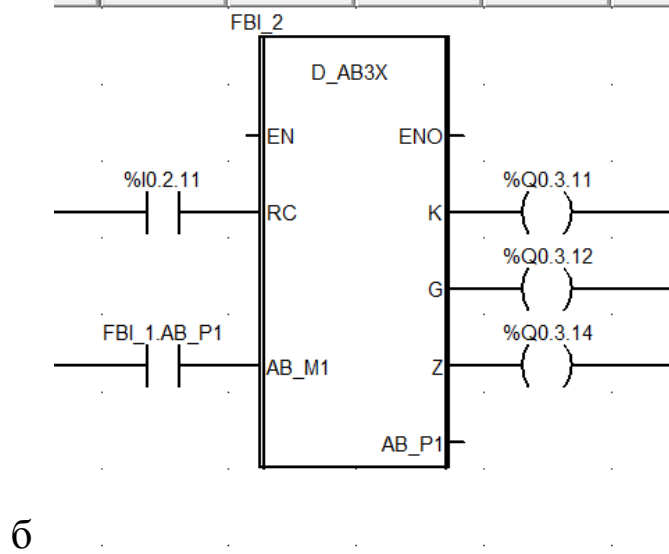 FBI_2
D_AB3X
EN ENO
%I0.2.11 %Q0.3.11
RC K
%Q0.3.12
G
FBI_1.AB_P1 %Q0.3.14
AB_M1 Z
AB_P1
б